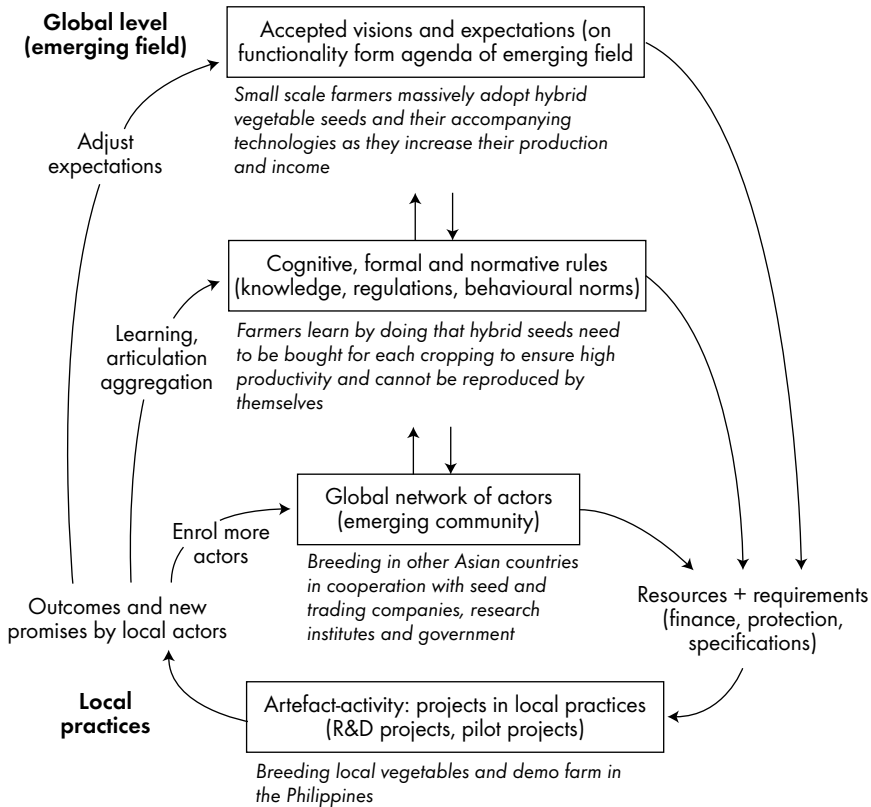 Global level
(emerging field)
Accepted visions and expectations (on
functionality form agenda of emerging field
Small scale farmers massively adopt hybrid
vegetable seeds and their accompanying
technologies as they increase their production
and income
Adjust
expectations
Cognitive, formal and normative rules
(knowledge, regulations, behavioural norms)
Farmers learn by doing that hybrid seeds need
to be bought for each cropping to ensure high
productivity and cannot be reproduced by
themselves
Learning,
articulation
aggregation
Global network of actors
(emerging community)
Enrol more
actors
Breeding in other Asian countries
in cooperation with seed and
trading companies, research
institutes and government
Outcomes and new
promises by local actors
Resources + requirements
(finance, protection,
specifications)
Local
practices
Artefact-activity: projects in local practices
(R&D projects, pilot projects)
Breeding local vegetables and demo farm in
the Philippines